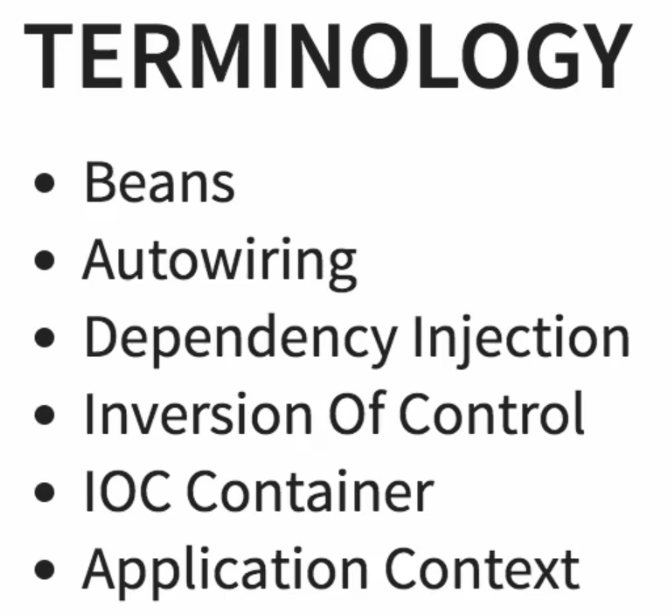 TERMINOLOGY
• Beans
• Autowiring
• Dependency Injection
• Inversion Of Control
• IOC Container
• Application Context